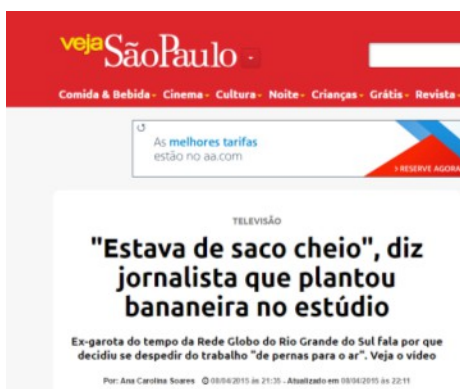 veja São Paulo
Comida & Bebida Cinema Cultura Noite Crianças Grátis Revista
As melhores tarifas
estão no aa.com
> RESERVE AGORA
TELEVISÃO
"Estava de saco cheio", diz
jornalista que plantou
bananeira no estúdio
Ex-garota do tempo da Rede Globo do Rio Grande do Sul fala por que
decidiu se despedir do trabalho "de pernas para o ar". Veja o vídeo
Por: Ana Carolina Soares 08/04/2015 às 21:35 - Atualizado em 08/04/2015 às 22:11